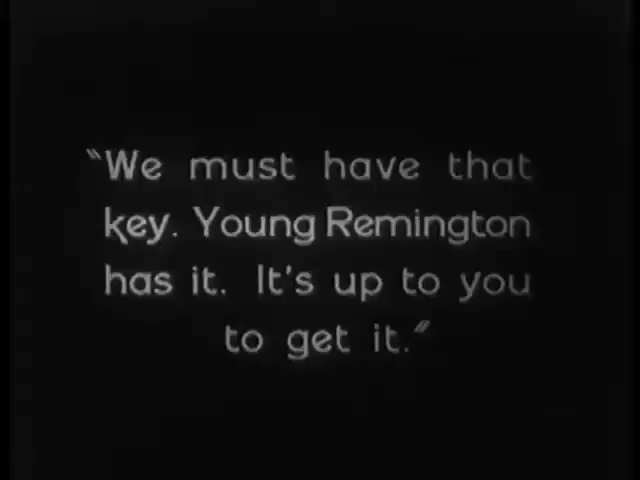 "We must have that
key. Young Remington
has it. It's up to you
to get it."